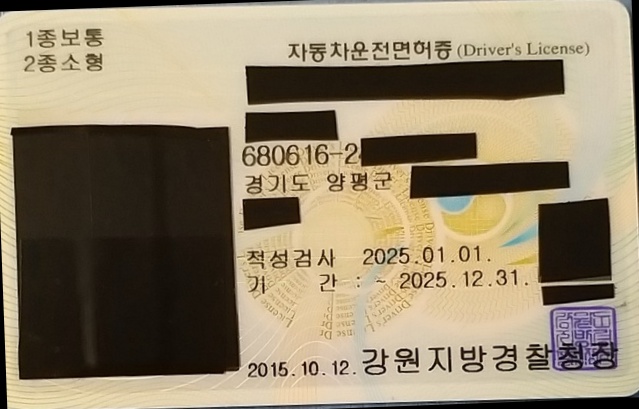 1종보통
2종소형
자동차운전면허증(Driver's License)
680616-2
경기도 양평군
적성검사 2025.01.01.
기 간 : ~ 2025.12.31.
2015.10.12. 강원지방경찰청장